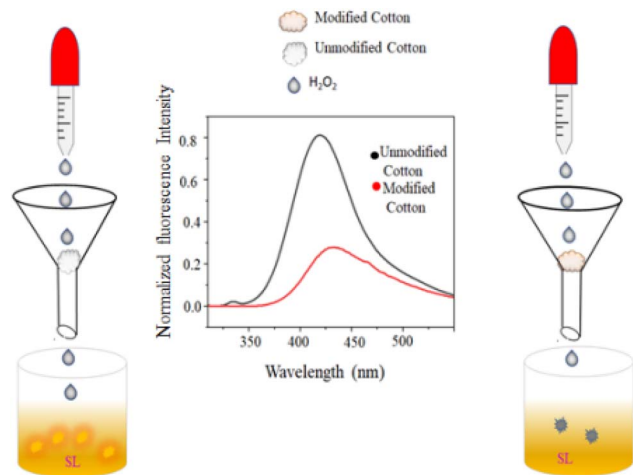 Modified Cotton
Unmodified Cotton
H₂O₂
Normalized fluorescence Intensity
0.8
0.6
0.4
0.2
0.0
Unmodified
Cotton
Modified
Cotton
350
400
450
500
Wavelength (nm)
SL
SL